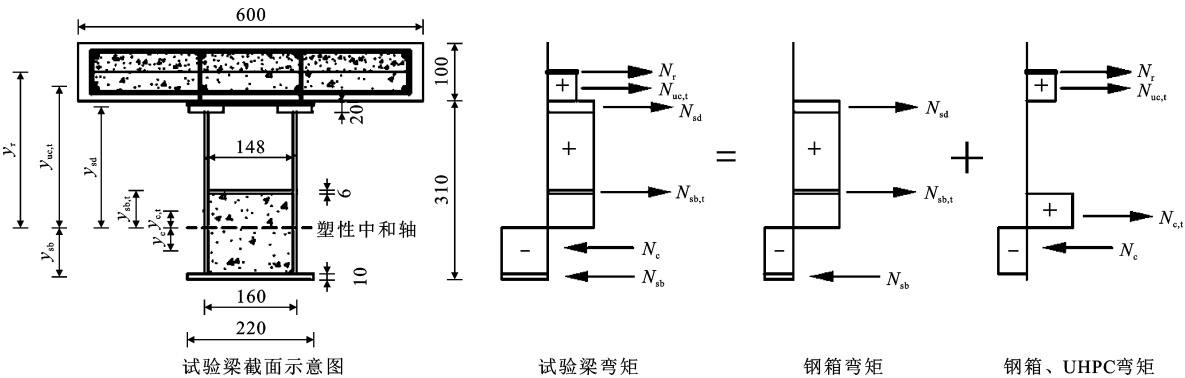 600
100
20
310
148
6
10
160
220
y_r
y_uc,t
y_sd
y_sb,t
y_c,t
y_c
y_sb
塑性中和轴
试验梁截面示意图
N_r
N_uc,t
N_sd
+
N_sb,t
-
N_c
N_sb
试验梁弯矩
=
N_sd
+
N_sb,t
-
N_sb
钢箱弯矩
+
N_r
N_uc,t
+
+
N_c,t
-
N_c
钢箱、UHPC弯矩